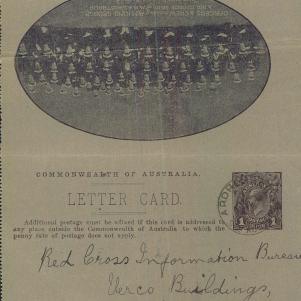 COMMONWEALTH OF AUSTRALIA.
LETTER CARD.
Additional postage must be affixed if this card is addressed to
any place outside the Commonwealth of Australia to which the
penny rate of postage does not apply.
Red Cross Information Bureau
Verco Buildings,